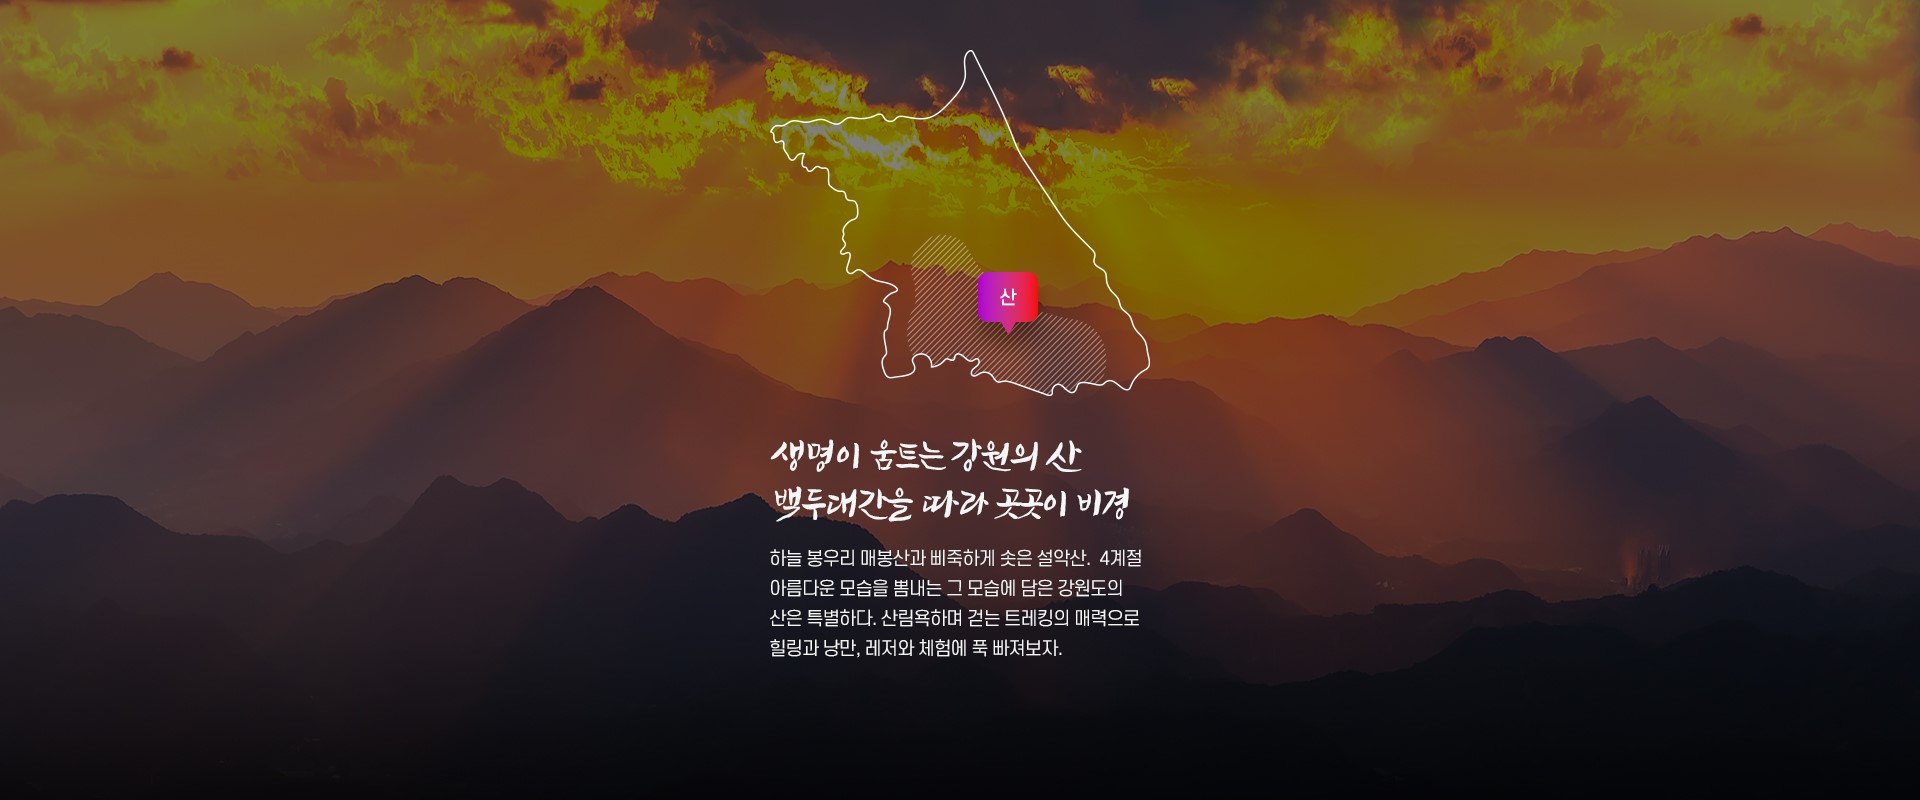 산
생명이 움트는 강원의 산
백두대간을 따라 곳곳이 비경
하늘 봉우리 매봉산과 삐죽하게 솟은 설악산. 4계절
아름다운 모습을 뽐내는 그 모습에 담은 강원도의
산은 특별하다. 산림욕하며 걷는 트레킹의 매력으로
힐링과 낭만, 레저와 체험에 푹 빠져보자.